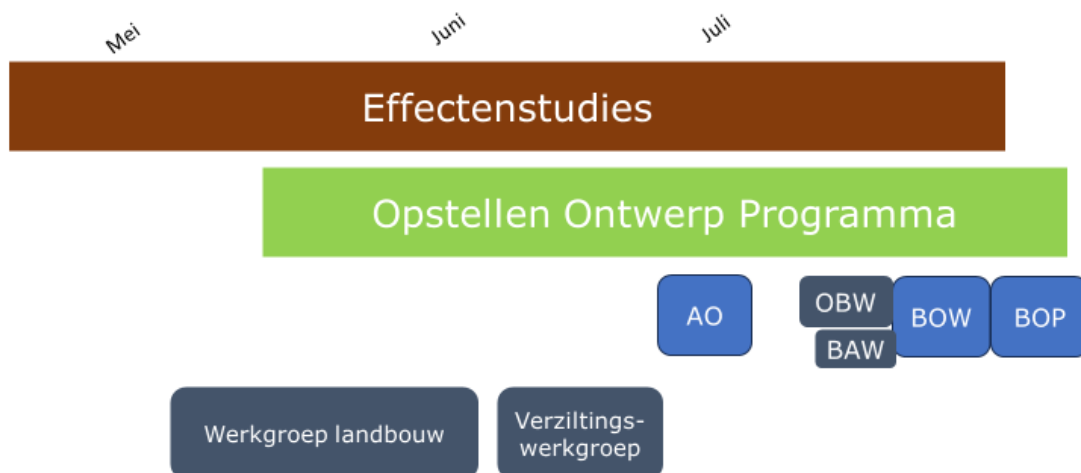 Mei
Juni
Juli
Effectenstudies
Opstellen Ontwerp Programma
AO
OBW
BAW
BOW
BOP
Werkgroep landbouw
Verziltings-
werkgroep